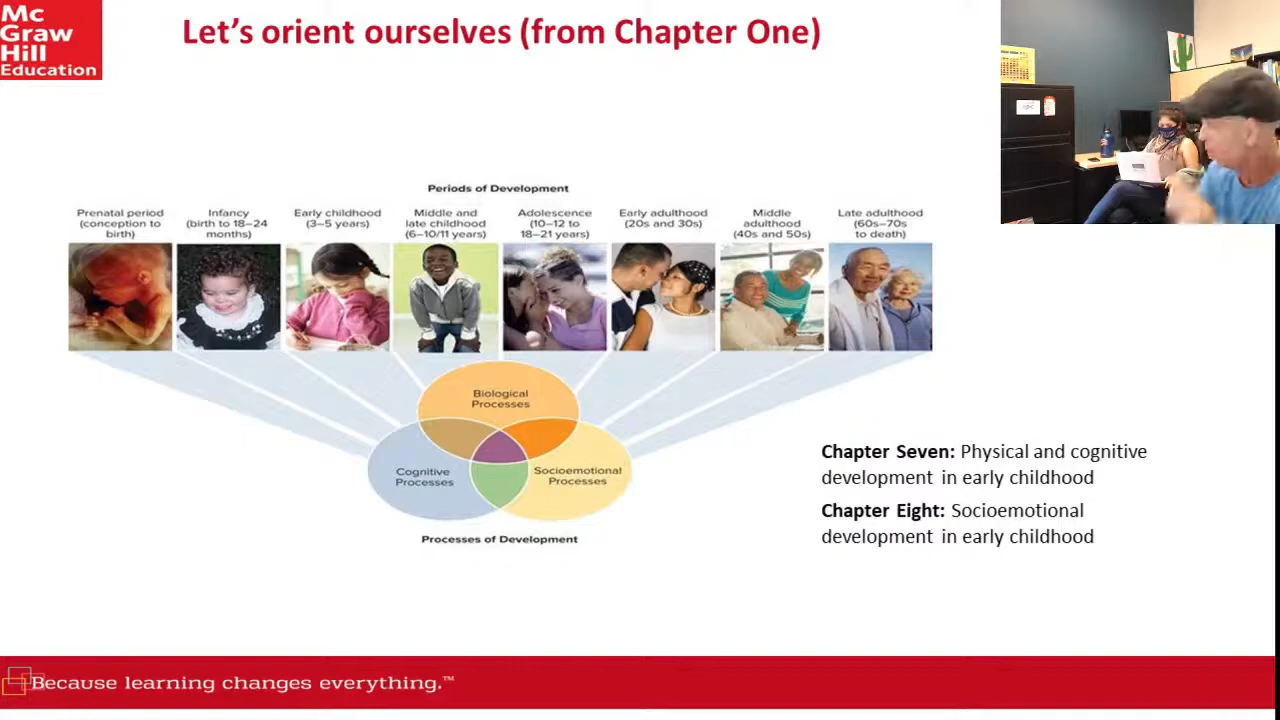 Mc
Graw
Hill
Education
Let's orient ourselves (from Chapter One)
Periods of Development
Prenatal period
(conception to
birth)
Infancy
(birth to 18–24
months)
Early childhood
(3–5 years)
Middle and
late childhood
(6–10/11 years)
Adolescence
(10–12 to
18–21 years)
Early adulthood
(20s and 30s)
Middle
adulthood
(40s and 50s)
Late adulthood
(60s–70s
to death)
Biological
Processes
Cognitive
Processes
Socioemotional
Processes
Processes of Development
Chapter Seven: Physical and cognitive
development in early childhood
Chapter Eight: Socioemotional
development in early childhood
Because learning changes everything.™